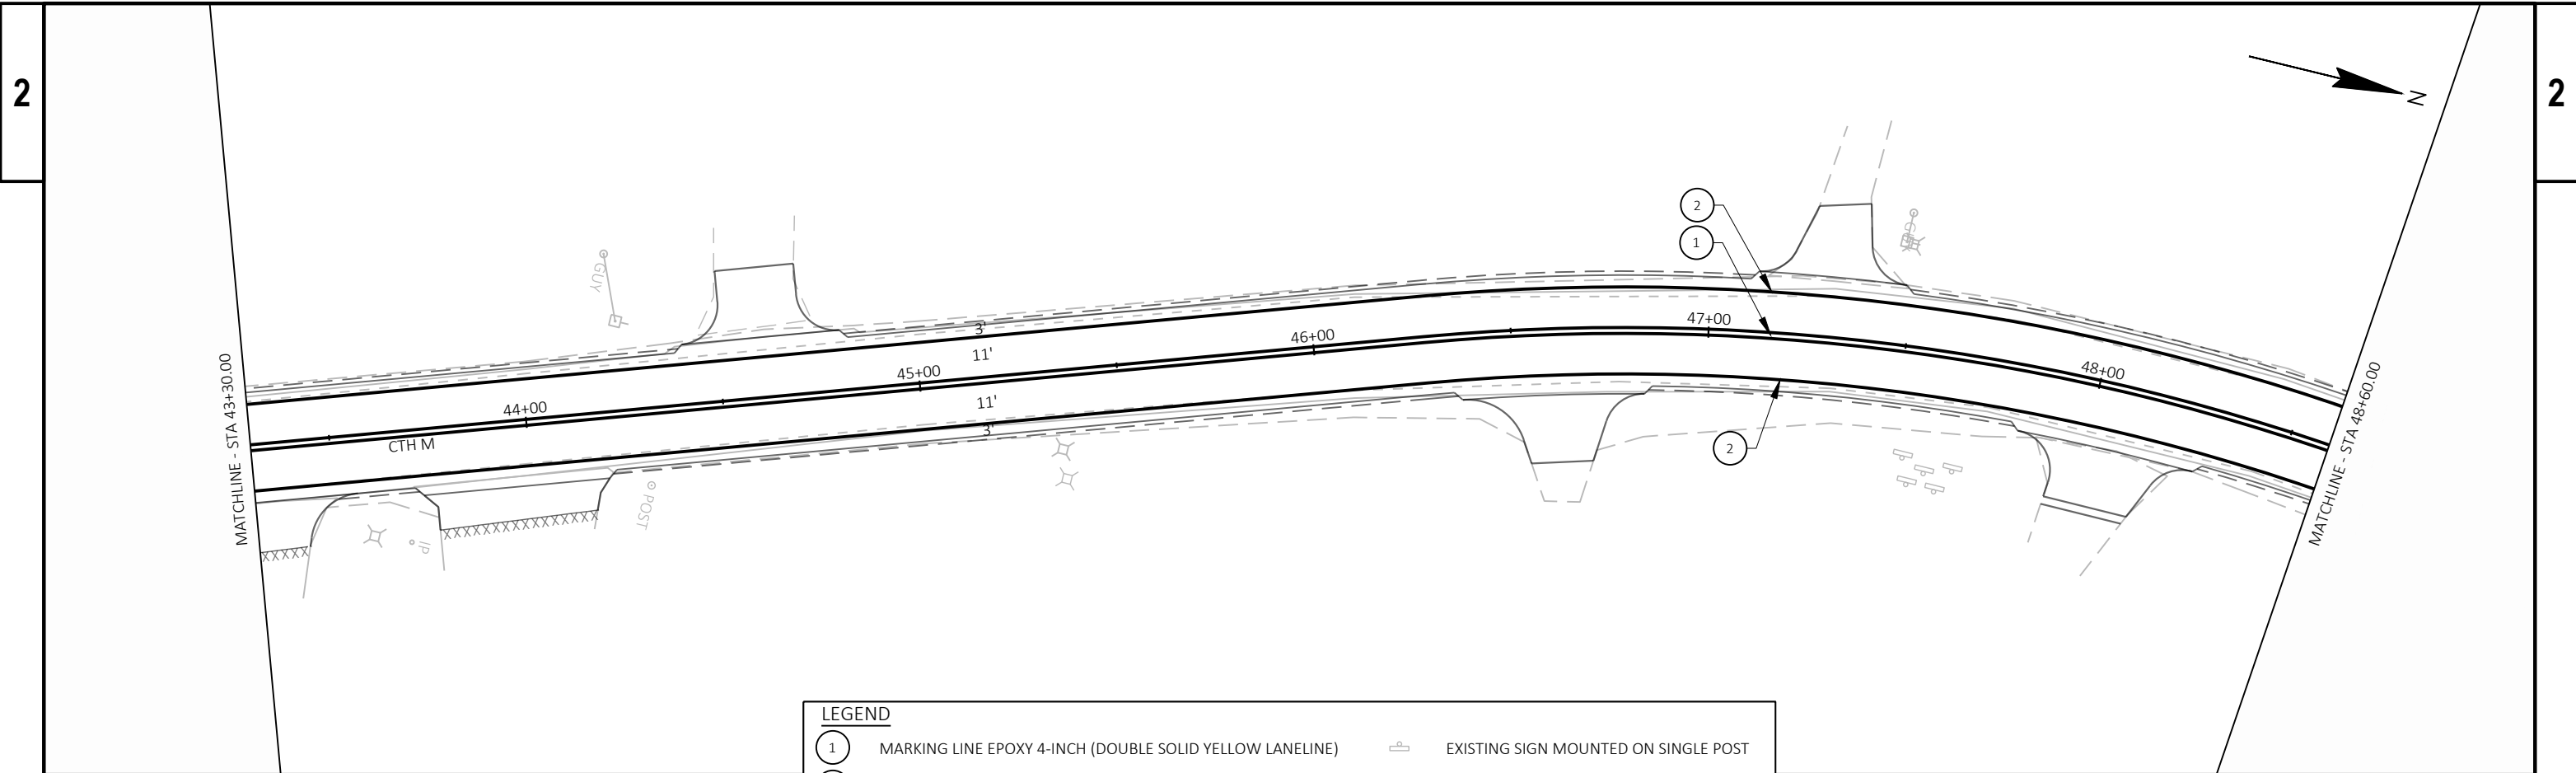 2
2
N
2
1
GUY
47+00
3'
46+00
11'
48+00
45+00
MATCHLINE - STA 43+30.00
MATCHLINE - STA 48+60.00
44+00
11'
3'
CTH M
2
POST
IP
LEGEND
1 MARKING LINE EPOXY 4-INCH (DOUBLE SOLID YELLOW LANELINE) EXISTING SIGN MOUNTED ON SINGLE POST